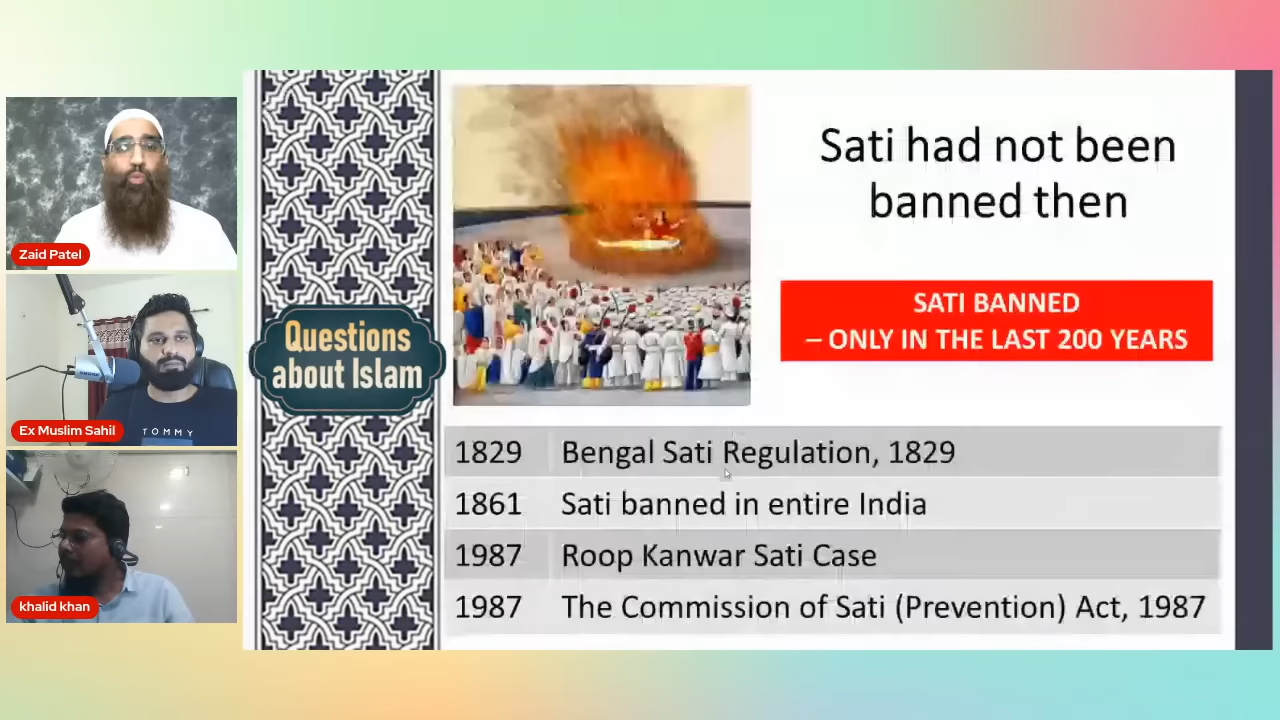 Zaid Patel
Ex Muslim Sahil
TOMMY
khalid khan
Questions
about Islam
Sati had not been
banned then
SATI BANNED
– ONLY IN THE LAST 200 YEARS
1829 Bengal Sati Regulation, 1829
1861 Sati banned in entire India
1987 Roop Kanwar Sati Case
1987 The Commission of Sati (Prevention) Act, 1987